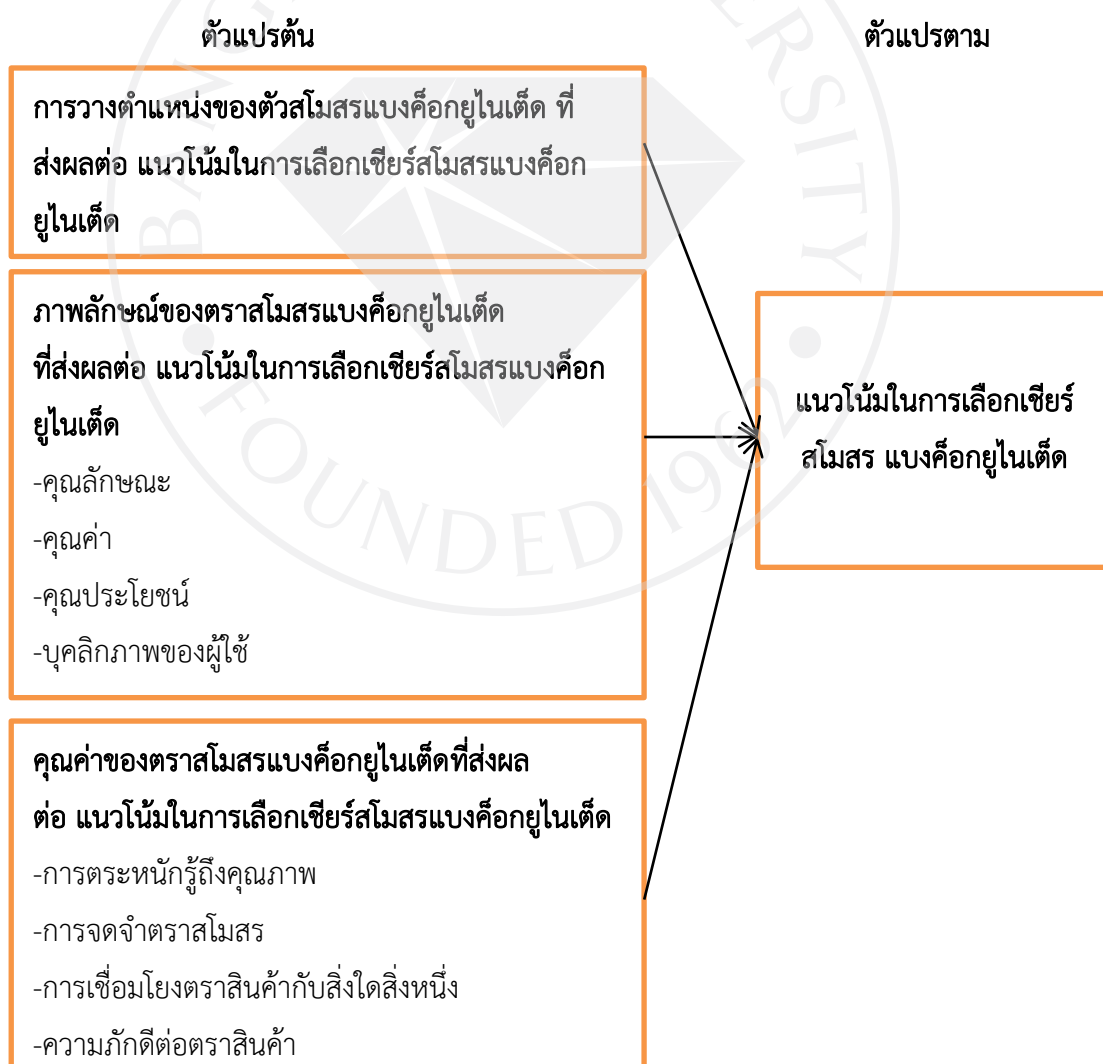 ตัวแปรต้น
ตัวแปรตาม
การวางตำแหน่งของตัวสโมสรแบงค็อกยูไนเต็ด ที่
ส่งผลต่อ แนวโน้มในการเลือกเชียร์สโมสรแบงค็อก
ยูไนเต็ด
ภาพลักษณ์ของตราสโมสรแบงค็อกยูไนเต็ด
ที่ส่งผลต่อ แนวโน้มในการเลือกเชียร์สโมสรแบงค็อก
ยูไนเต็ด
-คุณลักษณะ
-คุณค่า
-คุณประโยชน์
-บุคลิกภาพของผู้ใช้
คุณค่าของตราสโมสรแบงค็อกยูไนเต็ดที่ส่งผล
ต่อ แนวโน้มในการเลือกเชียร์สโมสรแบงค็อกยูไนเต็ด
-การตระหนักรู้ถึงคุณภาพ
-การจดจำตราสโมสร
-การเชื่อมโยงตราสินค้ากับสิ่งใดสิ่งหนึ่ง
-ความภักดีต่อตราสินค้า
แนวโน้มในการเลือกเชียร์
สโมสร แบงค็อกยูไนเต็ด
FOUNDED 1962